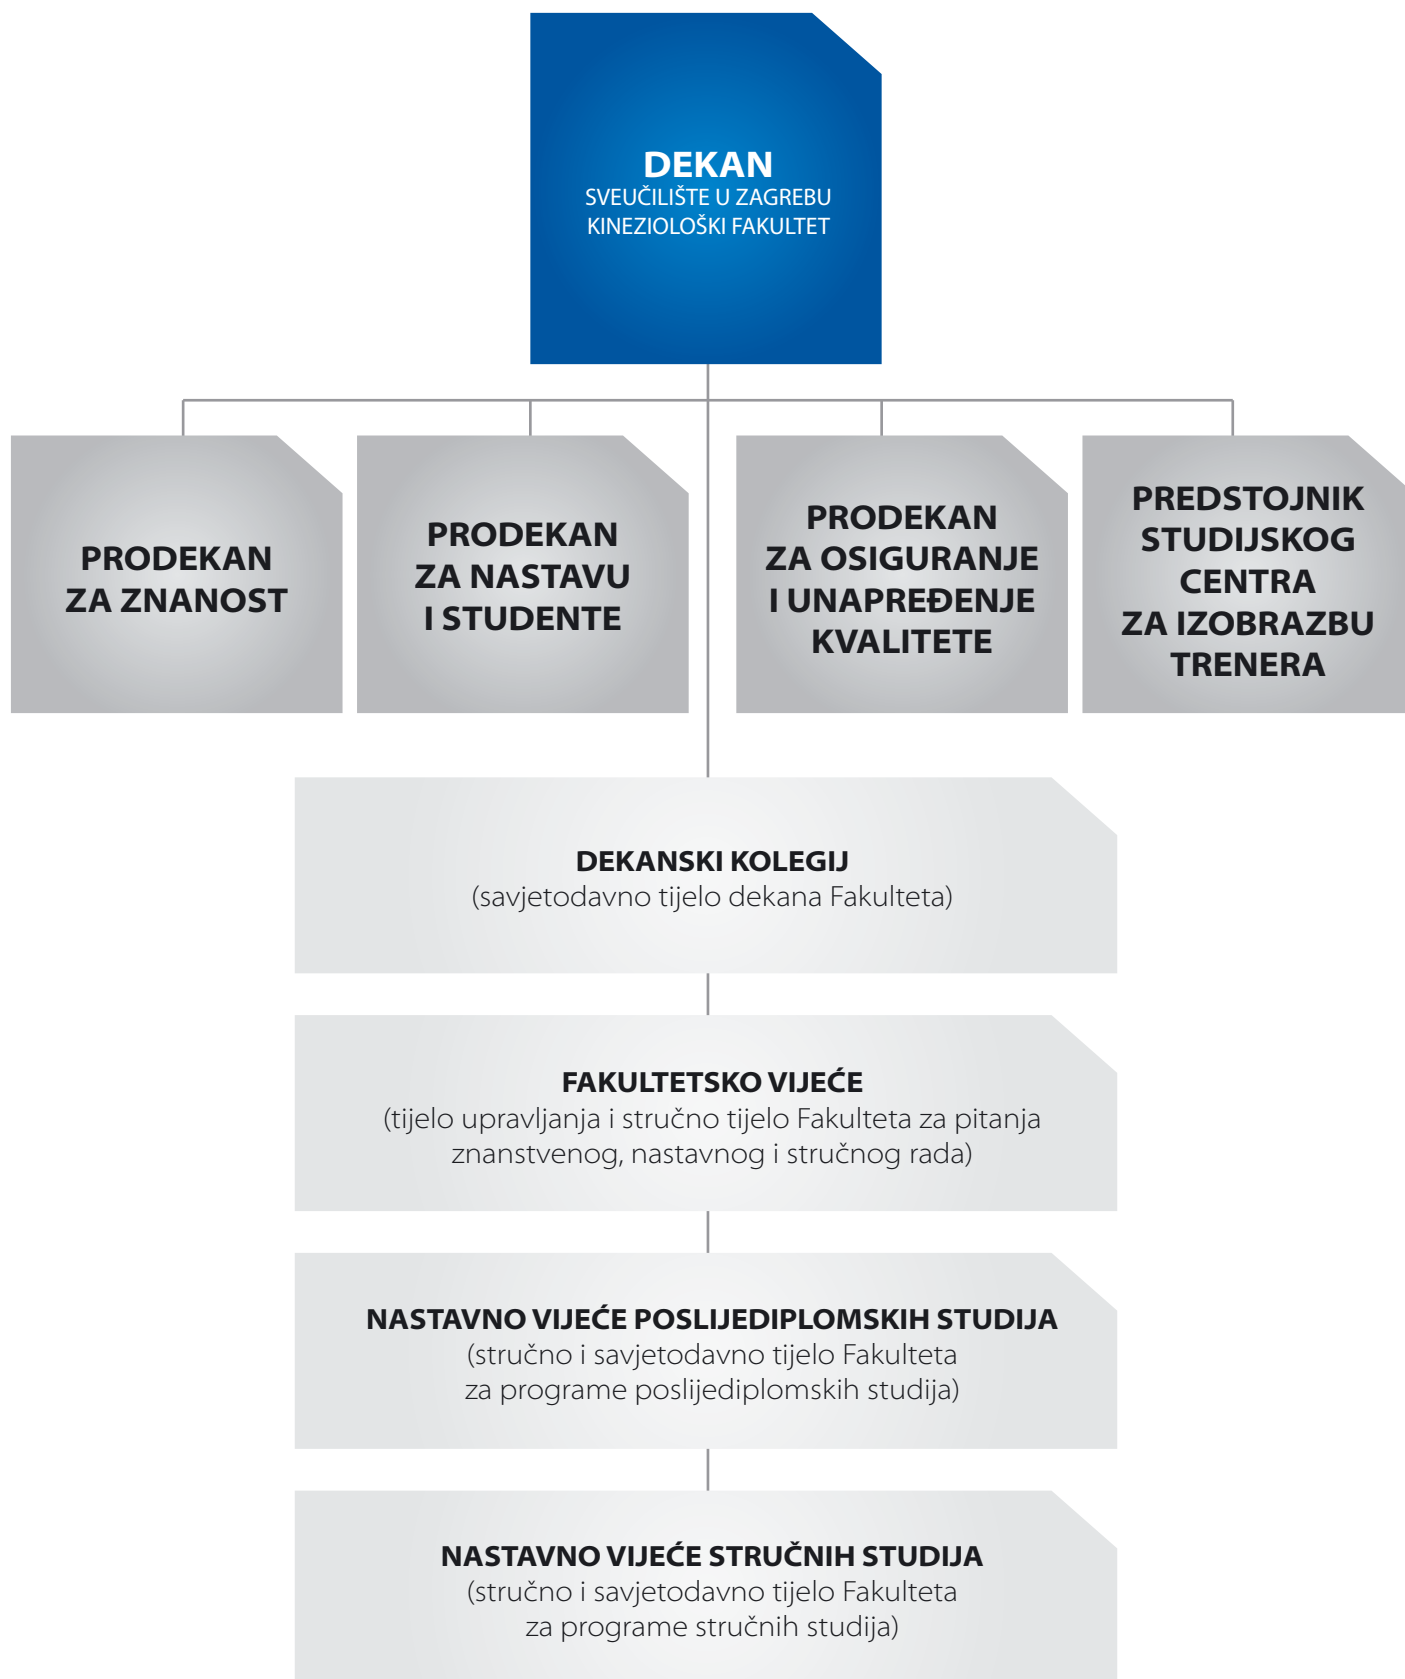 DEKAN
SVEUČILIŠTE U ZAGREBU
KINEZIOLOŠKI FAKULTET
PRODEKAN
ZA ZNANOST
PRODEKAN
ZA NASTAVU
I STUDENTE
PRODEKAN
ZA OSIGURANJE
I UNAPREĐENJE
KVALITETE
PREDSTOJNIK
STUDIJSKOG
CENTRA
ZA IZOBRAZBU
TRENERA
DEKANSKI KOLEGIJ
(savjetodavno tijelo dekana Fakulteta)
FAKULTETSKO VIJEĆE
(tijelo upravljanja i stručno tijelo Fakulteta za pitanja
znanstvenog, nastavnog i stručnog rada)
NASTAVNO VIJEĆE POSLIJEDIPLOMSKIH STUDIJA
(stručno i savjetodavno tijelo Fakulteta
za programe poslijediplomskih studija)
NASTAVNO VIJEĆE STRUČNIH STUDIJA
(stručno i savjetodavno tijelo Fakulteta
za programe stručnih studija)